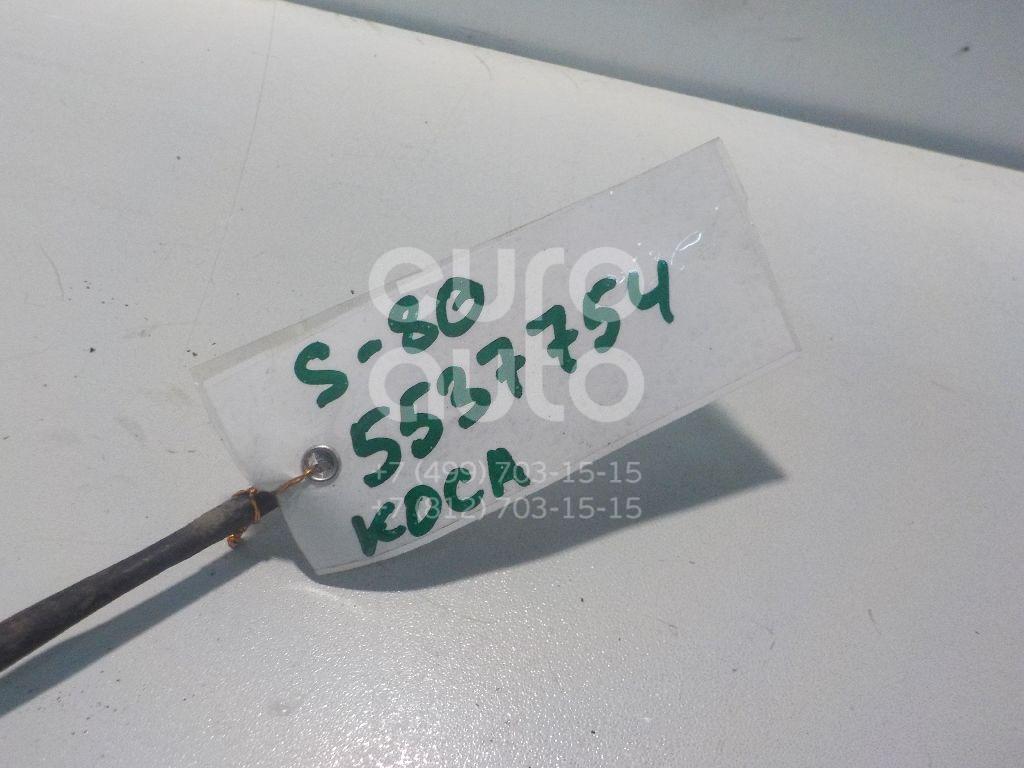 S-80
5537754
КОСА
euro
auto
+7 (499) 703-15-15
+7 (812) 703-15-15